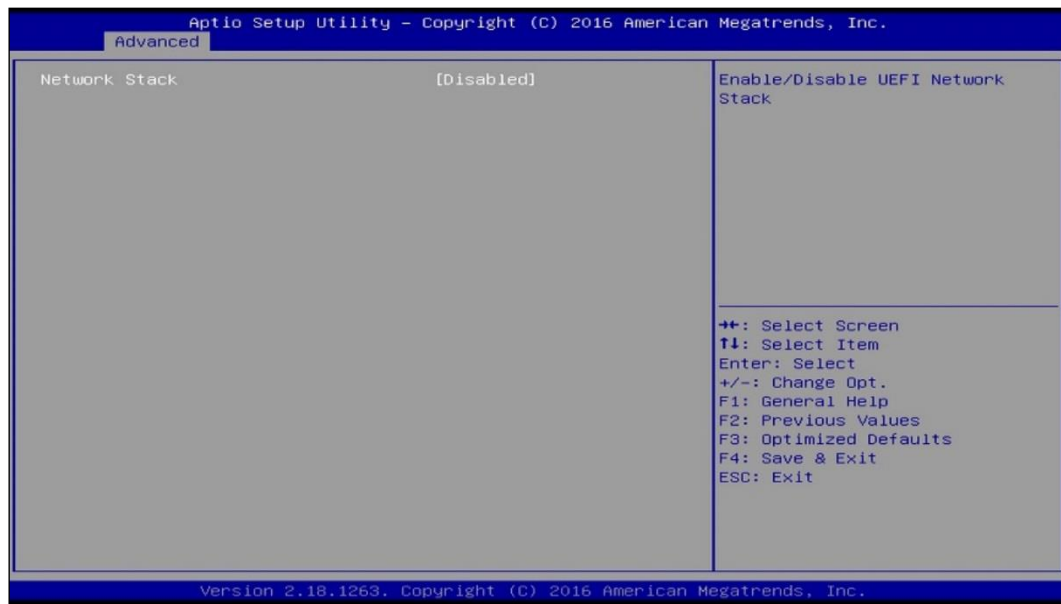 Aptio Setup Utility – Copyright (C) 2016 American Megatrends, Inc.
Advanced
Network Stack [Disabled]
Enable/Disable UEFI Network
Stack
→←: Select Screen
↑↓: Select Item
Enter: Select
+/-: Change Opt.
F1: General Help
F2: Previous Values
F3: Optimized Defaults
F4: Save & Exit
ESC: Exit
Version 2.18.1263. Copyright (C) 2016 American Megatrends, Inc.